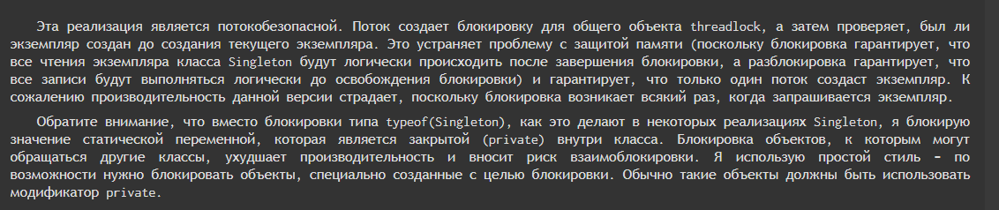 Эта реализация является потокобезопасной. Поток создает блокировку для общего объекта threadlock, а затем проверяет, был ли
экземпляр создан до создания текущего экземпляра. Это устраняет проблему с защитой памяти (поскольку блокировка гарантирует, что
все чтения экземпляра класса Singleton будут логически происходить после завершения блокировки, а разблокировка гарантирует, что
все записи будут выполняться логически до освобождения блокировки) и гарантирует, что только один поток создаст экземпляр. К
сожалению производительность данной версии страдает, поскольку блокировка возникает всякий раз, когда запрашивается экземпляр.
Обратите внимание, что вместо блокировки типа typeof(Singleton), как это делают в некоторых реализациях Singleton, я блокирую
значение статической переменной, которая является закрытой (private) внутри класса. Блокировка объектов, к которым могут
обращаться другие классы, ухудшает производительность и вносит риск взаимоблокировки. Я использую простой стиль – по
возможности нужно блокировать объекты, специально созданные с целью блокировки. Обычно такие объекты должны быть использовать
модификатор private.